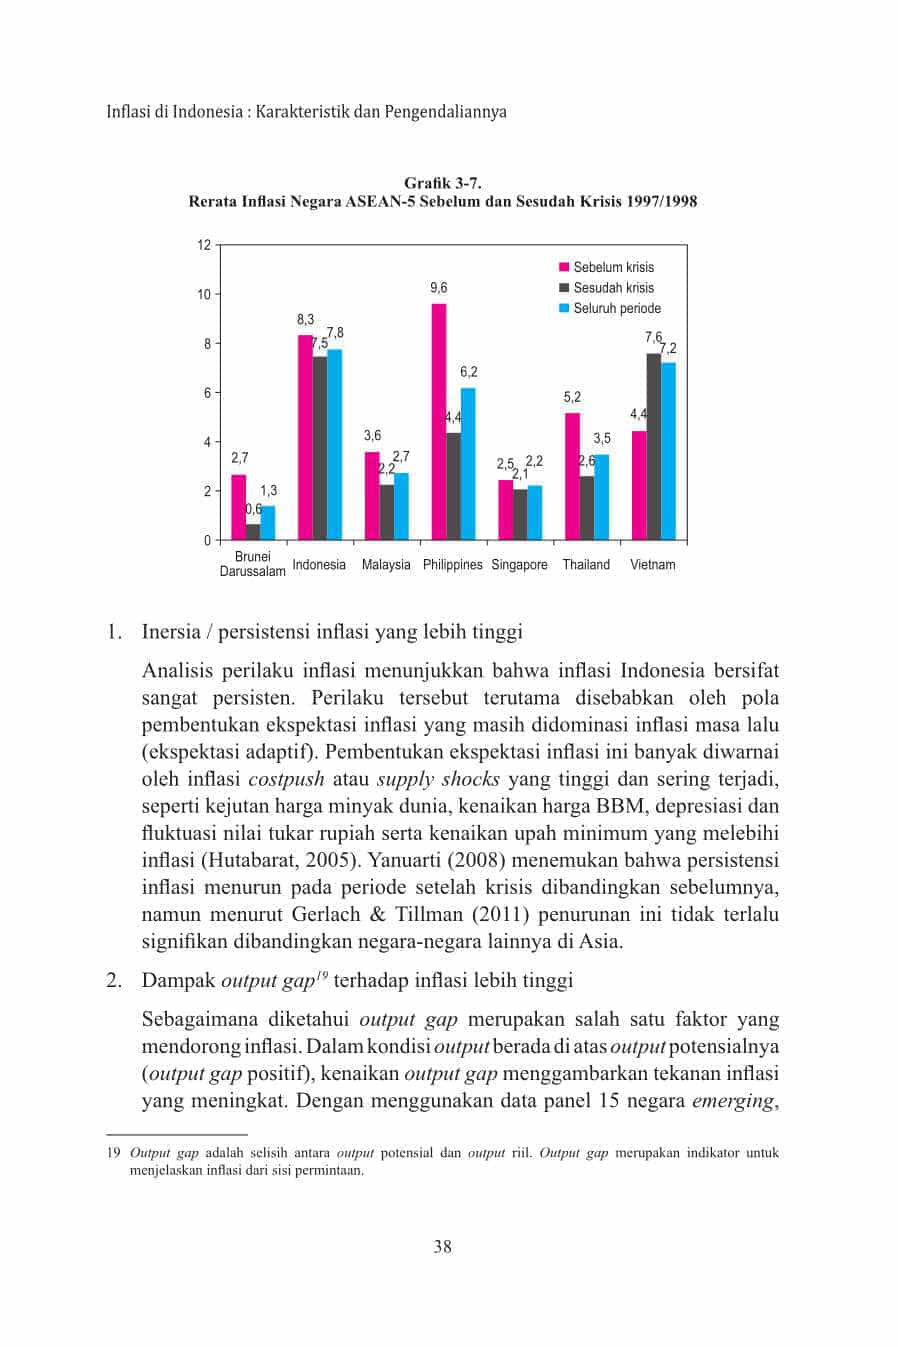 Inflasi di Indonesia : Karakteristik dan Pengendaliannya
Grafik 3-7.
Rerata Inflasi Negara ASEAN-5 Sebelum dan Sesudah Krisis 1997/1998
12
10
8
6
4
2
0
Sebelum krisis
Sesudah krisis
Seluruh periode
2,7
0,6
1,3
8,3
7,5
7,8
3,6
2,2
2,7
9,6
4,4
6,2
2,5
2,1
2,2
5,2
2,6
3,5
4,4
7,6
7,2
Brunei
Darussalam
Indonesia
Malaysia
Philippines
Singapore
Thailand
Vietnam
1. Inersia / persistensi inflasi yang lebih tinggi
Analisis perilaku inflasi menunjukkan bahwa inflasi Indonesia bersifat
sangat persisten. Perilaku tersebut terutama disebabkan oleh pola
pembentukan ekspektasi inflasi yang masih didominasi inflasi masa lalu
(ekspektasi adaptif). Pembentukan ekspektasi inflasi ini banyak diwarnai
oleh inflasi costpush atau supply shocks yang tinggi dan sering terjadi,
seperti kejutan harga minyak dunia, kenaikan harga BBM, depresiasi dan
fluktuasi nilai tukar rupiah serta kenaikan upah minimum yang melebihi
inflasi (Hutabarat, 2005). Yanuarti (2008) menemukan bahwa persistensi
inflasi menurun pada periode setelah krisis dibandingkan sebelumnya,
namun menurut Gerlach & Tillman (2011) penurunan ini tidak terlalu
signifikan dibandingkan negara-negara lainnya di Asia.
2. Dampak output gap19 terhadap inflasi lebih tinggi
Sebagaimana diketahui output gap merupakan salah satu faktor yang
mendorong inflasi. Dalam kondisi output berada di atas output potensialnya
(output gap positif), kenaikan output gap menggambarkan tekanan inflasi
yang meningkat. Dengan menggunakan data panel 15 negara emerging,
19 Output gap adalah selisih antara output potensial dan output riil. Output gap merupakan indikator untuk
menjelaskan inflasi dari sisi permintaan.
38